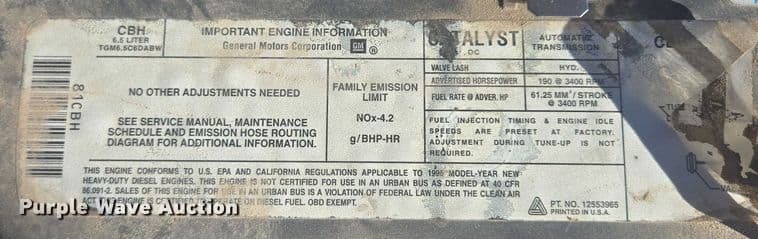 CBH
6.5 LITER
TGM6.5C6DABW
IMPORTANT ENGINE INFORMATION
General Motors Corporation GM ®
CATALYST
OC
AUTOMATIC
TRANSMISSION
VALVE LASH HYD.
ADVERTISED HORSEPOWER 190 @ 3400 RPM
FUEL RATE @ ADVER. HP 61.25 MM³/ STROKE
@ 3400 RPM
81CBH
NO OTHER ADJUSTMENTS NEEDED
SEE SERVICE MANUAL, MAINTENANCE
SCHEDULE AND EMISSION HOSE ROUTING
DIAGRAM FOR ADDITIONAL INFORMATION.
FAMILY EMISSION
LIMIT
NOx-4.2
g/BHP-HR
FUEL INJECTION TIMING & ENGINE IDLE
SPEEDS ARE PRESET AT FACTORY.
ADJUSTMENT DURING TUNE-UP IS NOT
REQUIRED.
THIS ENGINE CONFORMS TO U.S. EPA AND CALIFORNIA REGULATIONS APPLICABLE TO 1996 MODEL-YEAR NEW
HEAVY-DUTY DIESEL ENGINES. THIS ENGINE IS NOT CERTIFIED FOR USE IN AN URBAN BUS AS DEFINED AT 40 CFR
86.091-2. SALES OF THIS ENGINE FOR USE IN AN URBAN BUS IS A VIOLATION OF FEDERAL LAW UNDER THE CLEAN AIR
ACT ON DIESEL FUEL. OBD EXEMPT.
PT. NO. 12553965
PRINTED IN U.S.A.
Purple Wave Auction